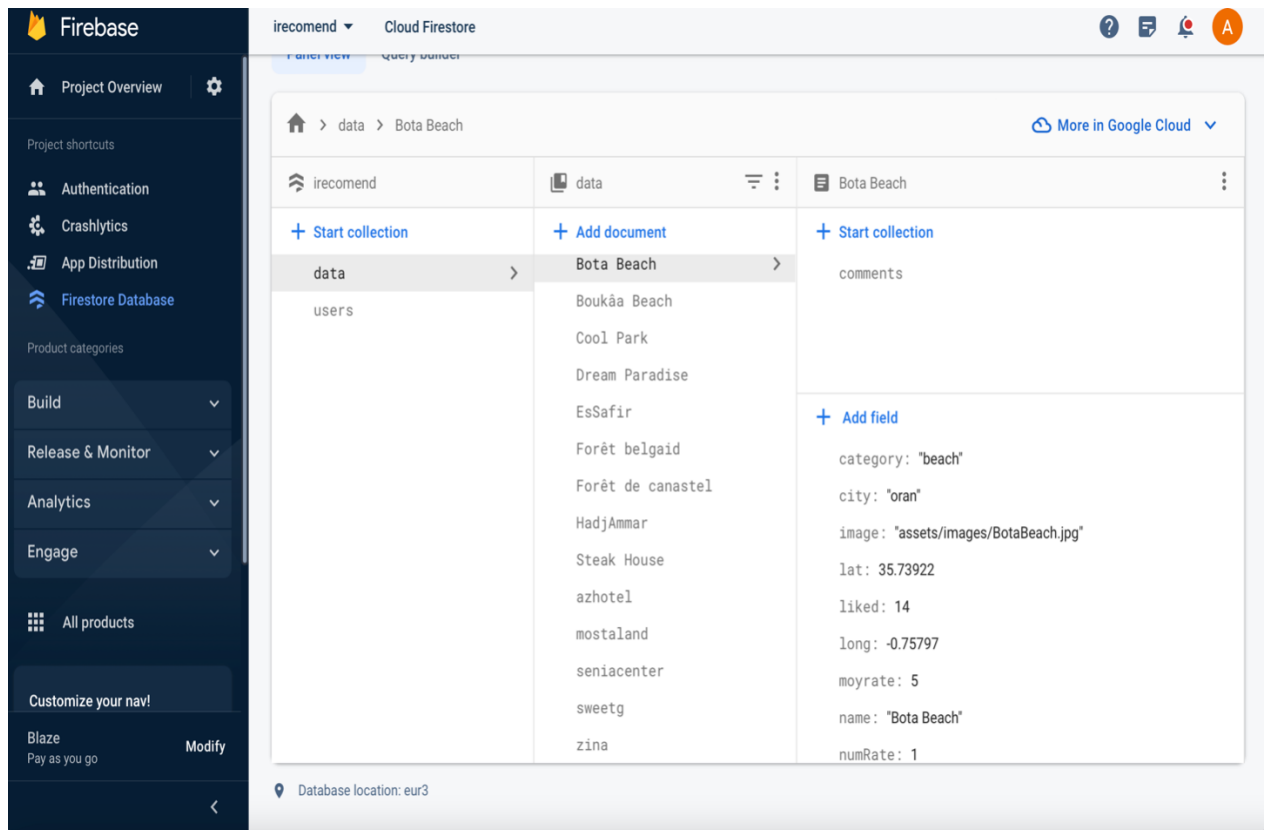 Firebase
irecomend
Cloud Firestore
A
Project Overview
Project shortcuts
Authentication
Crashlytics
App Distribution
Firestore Database
Product categories
Build
Release & Monitor
Analytics
Engage
All products
Customize your nav!
Blaze
Pay as you go
Modify
Panel view
Query builder
data
Bota Beach
More in Google Cloud
irecomend
Start collection
data
users
data
Add document
Bota Beach
Boukâa Beach
Cool Park
Dream Paradise
EsSafir
Forêt belgaid
Forêt de canastel
HadjAmmar
Steak House
azhotel
mostaland
seniacenter
sweetg
zina
Bota Beach
Start collection
comments
Add field
category: "beach"
city: "oran"
image: "assets/images/BotaBeach.jpg"
lat: 35.73922
liked: 14
long: -0.75797
moyrate: 5
name: "Bota Beach"
numRate: 1
Database location: eur3